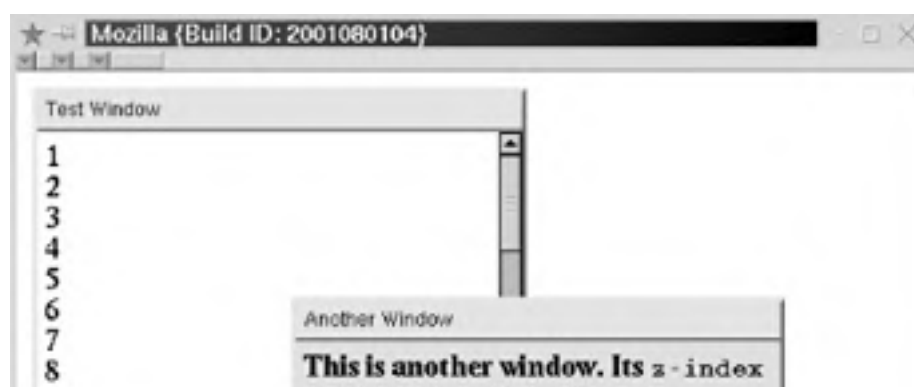 Mozilla {Build ID: 2001080104}
Test Window
1
2
3
4
5
6
7
8
Another Window
This is another window. Its z-index